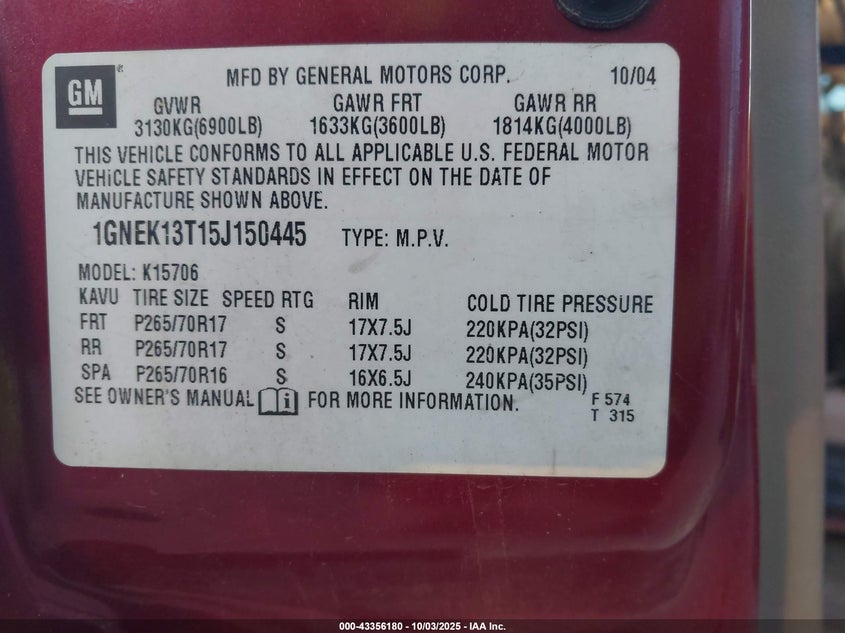 GM MFD BY GENERAL MOTORS CORP. 10/04
GVWR GAWR FRT GAWR RR
3130KG(6900LB) 1633KG(3600LB) 1814KG(4000LB)
THIS VEHICLE CONFORMS TO ALL APPLICABLE U.S. FEDERAL MOTOR
VEHICLE SAFETY STANDARDS IN EFFECT ON THE DATE OF
MANUFACTURE SHOWN ABOVE.
1GNEK13T15J150445 TYPE: M.P.V.
MODEL: K15706
KAVU TIRE SIZE SPEED RTG RIM COLD TIRE PRESSURE
FRT P265/70R17 S 17X7.5J 220KPA(32PSI)
RR P265/70R17 S 17X7.5J 220KPA(32PSI)
SPA P265/70R16 S 16X6.5J 240KPA(35PSI)
SEE OWNER'S MANUAL i FOR MORE INFORMATION. F 574
T 315
000-43356180 - 10/03/2025 - IAA Inc.